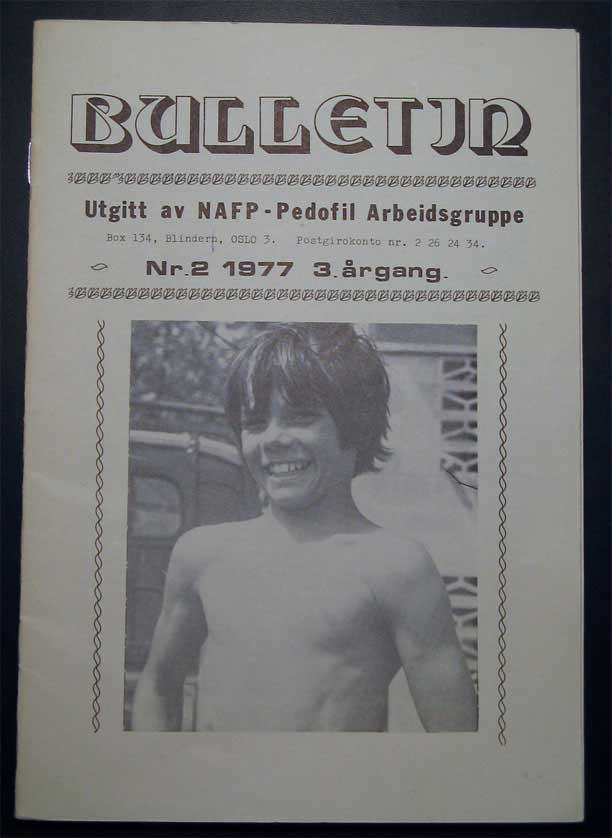 BULLETIN
Utgitt av NAFP - Pedofil Arbeidsgruppe
Box 134, Blindern, OSLO 3. Postgirokonto nr. 2 26 24 34.
Nr.2 1977 3. årgang.